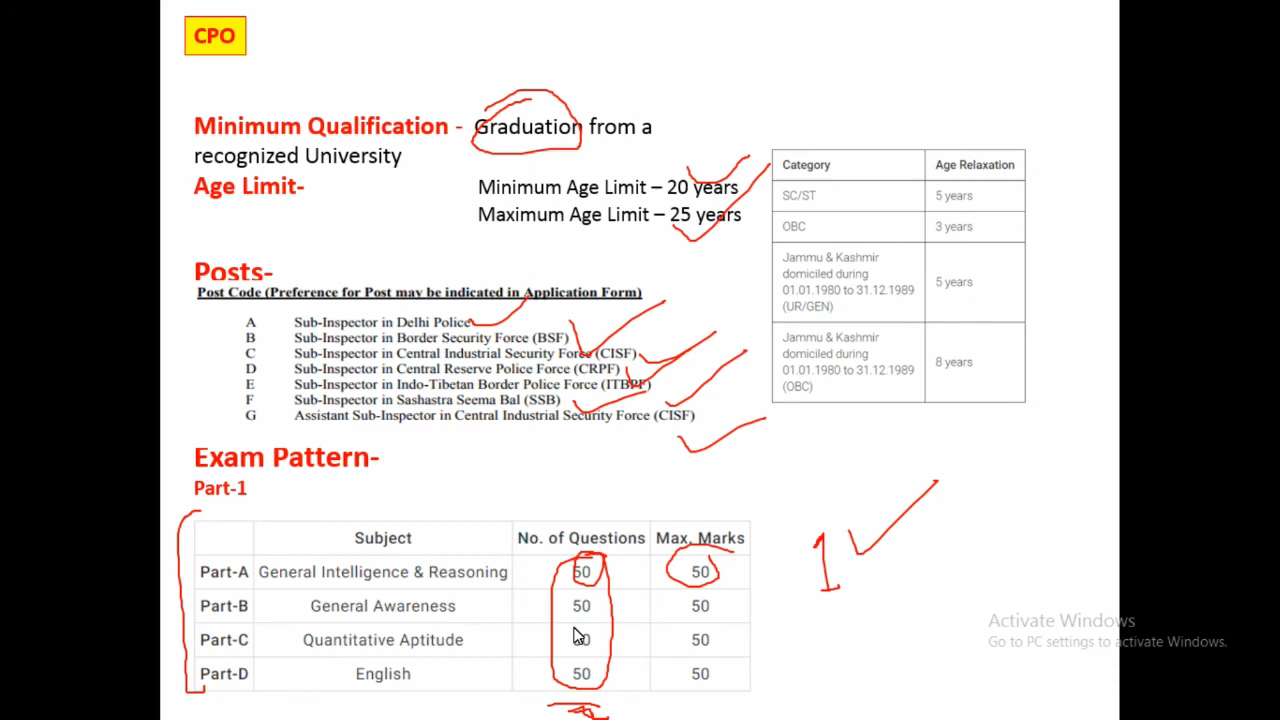 CPO
Minimum Qualification - Graduation from a
recognized University
Age Limit-
Minimum Age Limit – 20 years
Maximum Age Limit – 25 years
Category Age Relaxation
SC/ST 5 years
OBC 3 years
Jammu & Kashmir
domiciled during
01.01.1980 to 31.12.1989
(UR/GEN)
5 years
Jammu & Kashmir
domiciled during
01.01.1980 to 31.12.1989
(OBC)
8 years
Posts-
Post Code (Preference for Post may be indicated in Application Form)
A Sub-Inspector in Delhi Police
B Sub-Inspector in Border Security Force (BSF)
C Sub-Inspector in Central Industrial Security Force (CISF)
D Sub-Inspector in Central Reserve Police Force (CRPF)
E Sub-Inspector in Indo-Tibetan Border Police Force (ITBPF)
F Sub-Inspector in Sashastra Seema Bal (SSB)
G Assistant Sub-Inspector in Central Industrial Security Force (CISF)
Exam Pattern-
Part-1
Subject No. of Questions Max. Marks
Part-A General Intelligence & Reasoning 50 50
Part-B General Awareness 50 50
Part-C Quantitative Aptitude 50 50
Part-D English 50 50
1
Activate Windows
Go to PC settings to activate Windows.